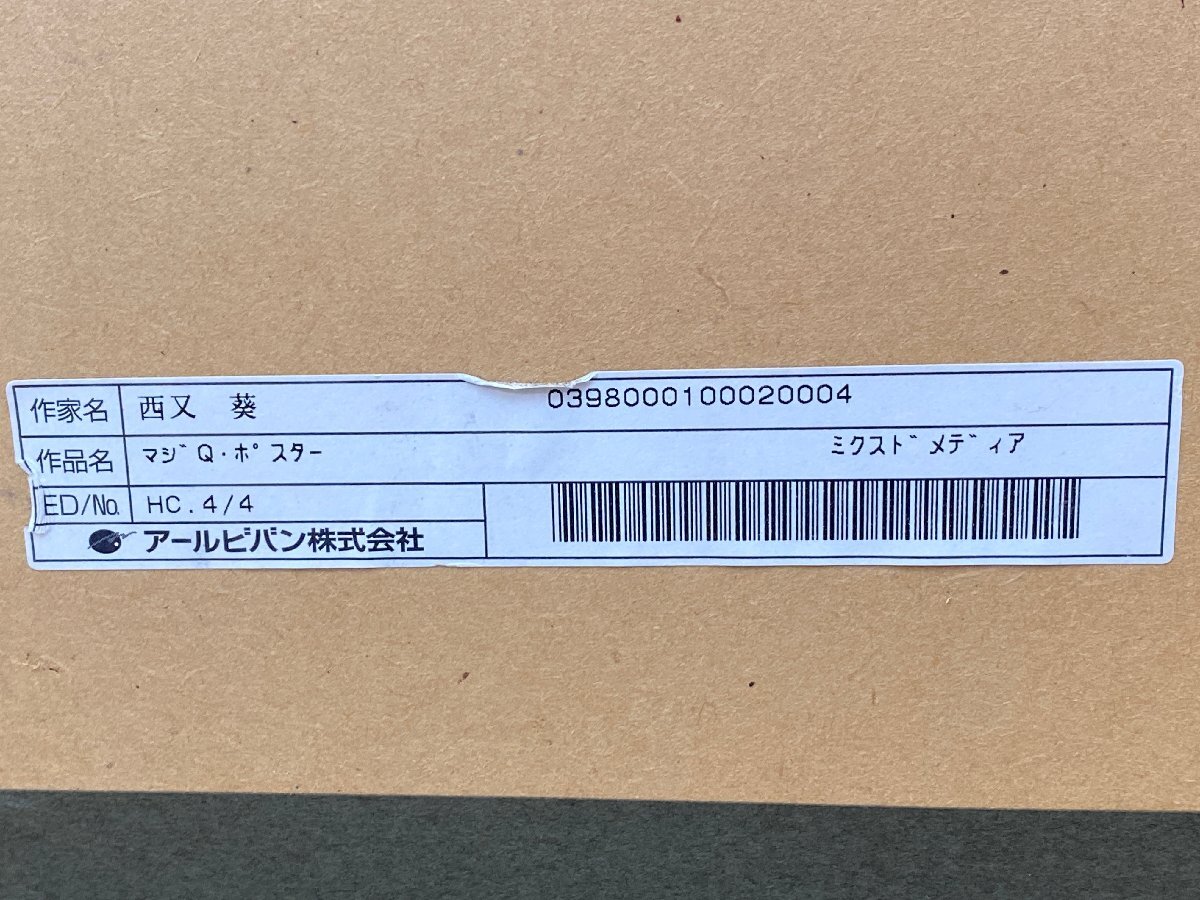 作家名 西又 葵 0398000100020004
作品名 マジQ・ポスター ミクストメディア
ED/No. HC.4/4
アールビバン株式会社